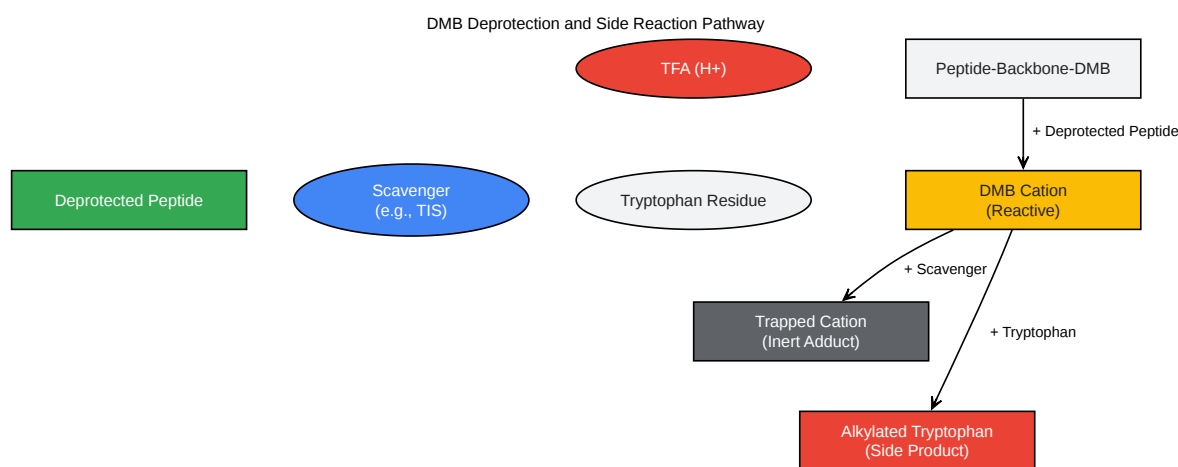 DMB Deprotection and Side Reaction Pathway
TFA (H+)
Peptide-Backbone-DMB
+ Deprotected Peptide
Deprotected Peptide
Scavenger
(e.g., TIS)
Tryptophan Residue
DMB Cation
(Reactive)
+ Scavenger
Trapped Cation
(Inert Adduct)
+ Tryptophan
Alkylated Tryptophan
(Side Product)